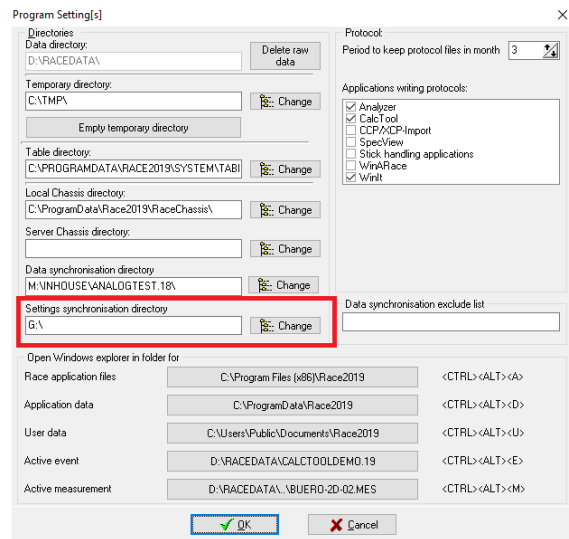 Program Setting[s]
Directories
Data directory:
D:\RACEDATA\
Delete raw
data
Temporary directory:
C:\TMP\
Change
Empty temporary directory
Table directory:
C:\PROGRAMDATA\RACE2019\SYSTEM\TABI
Change
Local Chassis directory:
C:\ProgramData\Race2019\RaceChassis\
Change
Server Chassis directory:
Change
Data synchronisation directory
M:\INHOUSE\ANALOGTEST.18\
Change
Settings synchronisation directory
G:\
Change
Protocol:
Period to keep protocol files in month 3
Applications writing protocols:
Analyzer
CalcTool
CCP/XCP-Import
SpecView
Stick handling applications
WinARace
WinIt
Data synchronisation exclude list
Open Windows explorer in folder for
Race application files C:\Program Files (x86)\Race2019 <CTRL><ALT><A>
Application data C:\ProgramData\Race2019 <CTRL><ALT><D>
User data C:\Users\Public\Documents\Race2019 <CTRL><ALT><U>
Active event D:\RACEDATA\CALCTOOLDEMO.19 <CTRL><ALT><E>
Active measurement D:\RACEDATA\..\BUERO-2D-02.MES <CTRL><ALT><M>
OK
Cancel